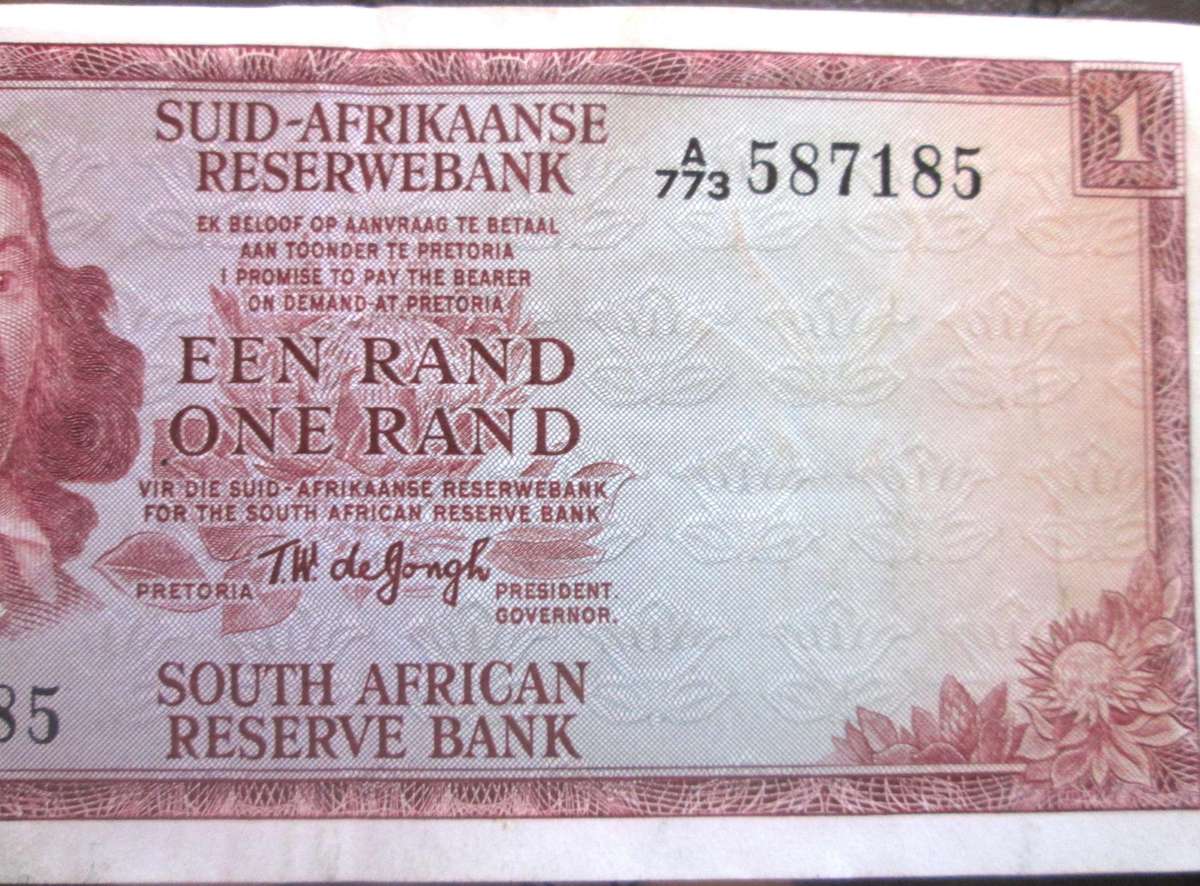 SUID-AFRIKAANSE
RESERWEBANK
A/773 587185
1
EK BELOOF OP AANVRAAG TE BETAAL
AAN TOONDER TE PRETORIA
I PROMISE TO PAY THE BEARER
ON DEMAND AT PRETORIA
EEN RAND
ONE RAND
VIR DIE SUID-AFRIKAANSE RESERWEBANK
FOR THE SOUTH AFRICAN RESERVE BANK
T.W. de Jongh
PRETORIA PRESIDENT.
GOVERNOR.
SOUTH AFRICAN
RESERVE BANK
85